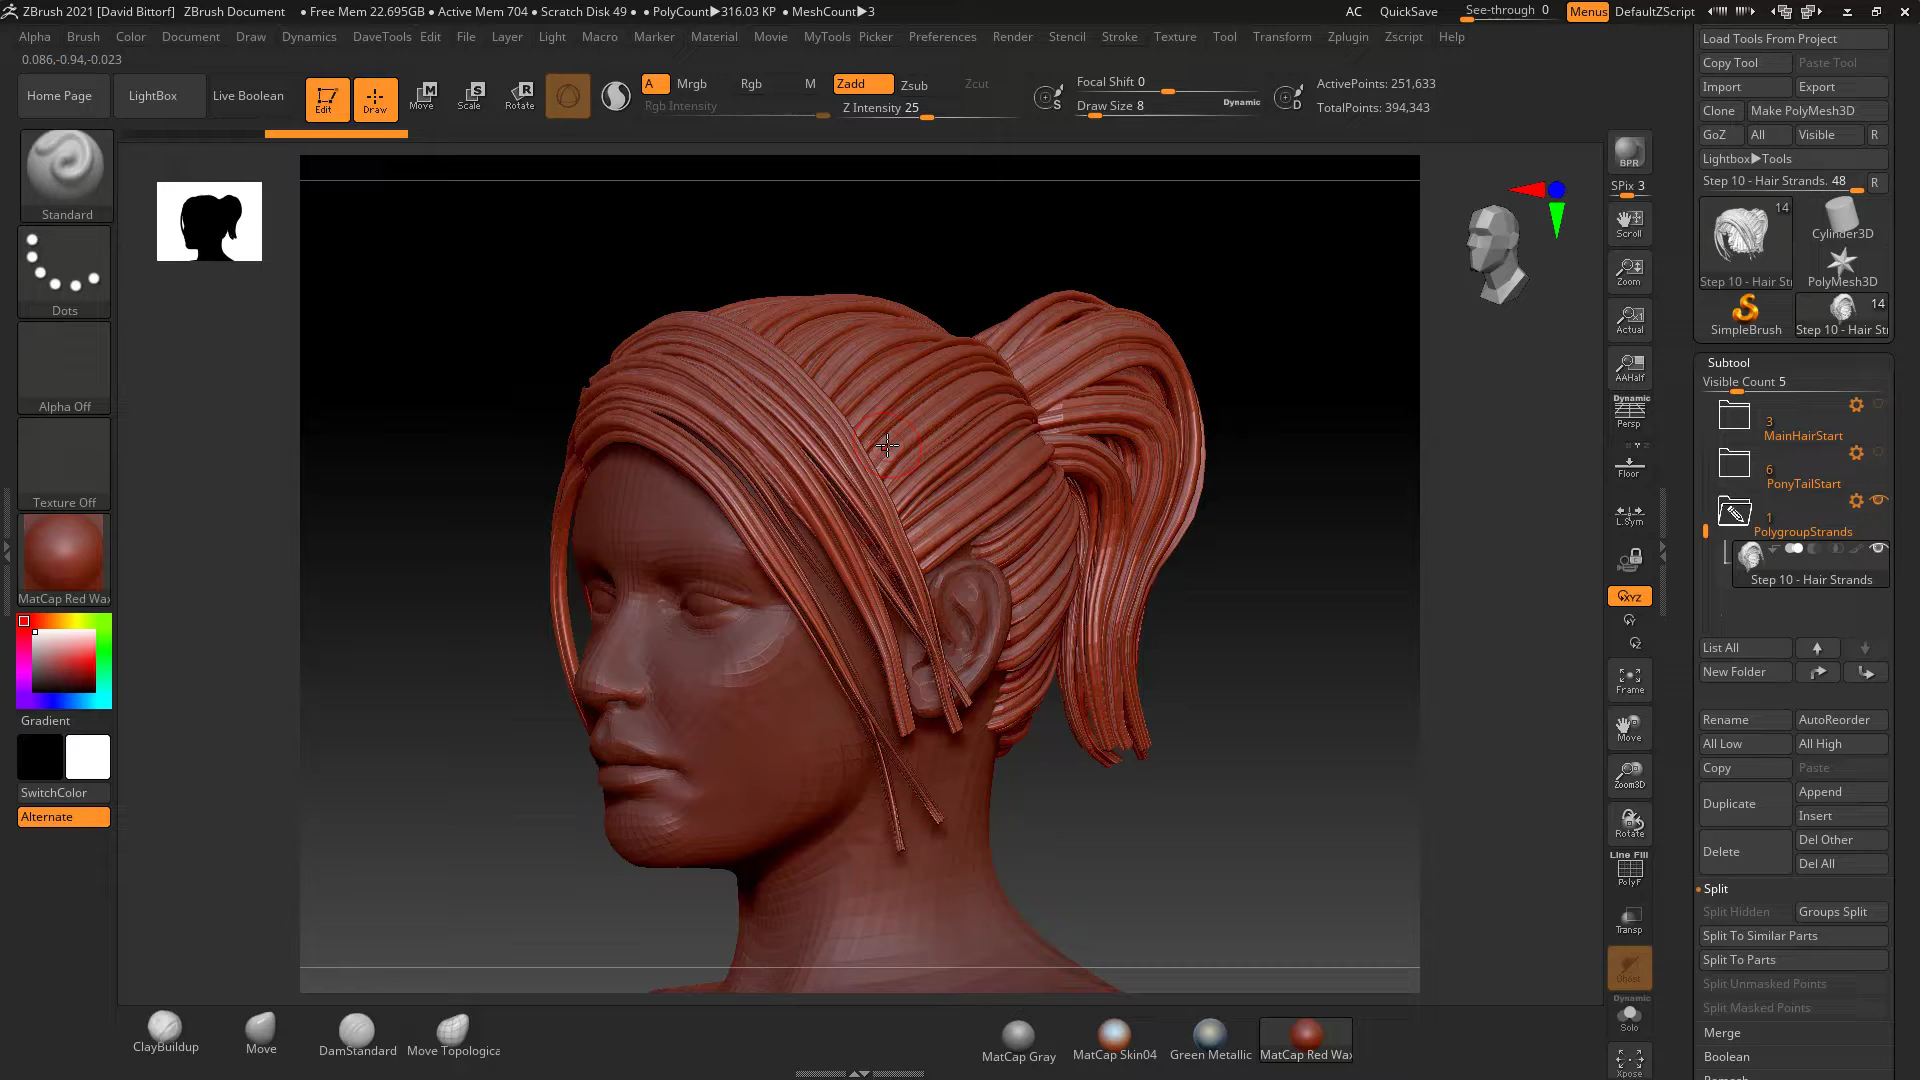 ZBrush 2021 [David Bittorf] ZBrush Document • Free Mem 22.695GB • Active Mem 704 • Scratch Disk 49 • • PolyCount▶316.03 KP • MeshCount▶3 AC QuickSave See-through 0 Menus DefaultZScript
Alpha Brush Color Document Draw Dynamics DaveTools Edit File Layer Light Macro Marker Material Movie MyTools Picker Preferences Render Stencil Stroke Texture Tool Transform Zplugin Zscript Help
0.086,-0.94,-0.023
Home Page LightBox Live Boolean Edit Draw Move Scale Rotate A Mrgb Rgb M Zadd Zsub Zcut
Rgb Intensity Z Intensity 25
Focal Shift 0
Draw Size 8 Dynamic
ActivePoints: 251,633
TotalPoints: 394,343
Standard
Dots
Alpha Off
Texture Off
MatCap Red Wax
Gradient
SwitchColor
Alternate
BPR
SPix 3
Scroll
Zoom
Actual
AAHalf
Dynamic
Persp
Floor
L.Sym
XYZ
Y
Z
Frame
Move
Zoom3D
Rotate
Line Fill
PolyF
Transp
Ghost
Dynamic
Solo
Xpose
Load Tools From Project
Copy Tool Paste Tool
Import Export
Clone Make PolyMesh3D
GoZ All Visible R
Lightbox▶Tools
Step 10 - Hair Strands. 48 R
14
Cylinder3D
Step 10 - Hair Str PolyMesh3D
14
SimpleBrush Step 10 - Hair Str
Subtool
Visible Count 5
3
MainHairStart
6
PonyTailStart
1
PolygroupStrands
Step 10 - Hair Strands
List All
New Folder
Rename AutoReorder
All Low All High
Copy Paste
Duplicate Append
Insert
Delete Del Other
Del All
Split
Split Hidden Groups Split
Split To Similar Parts
Split To Parts
Split Unmasked Points
Split Masked Points
Merge
Boolean
ClayBuildup Move DamStandard Move Topologica
MatCap Gray MatCap Skin04 Green Metallic MatCap Red Wax